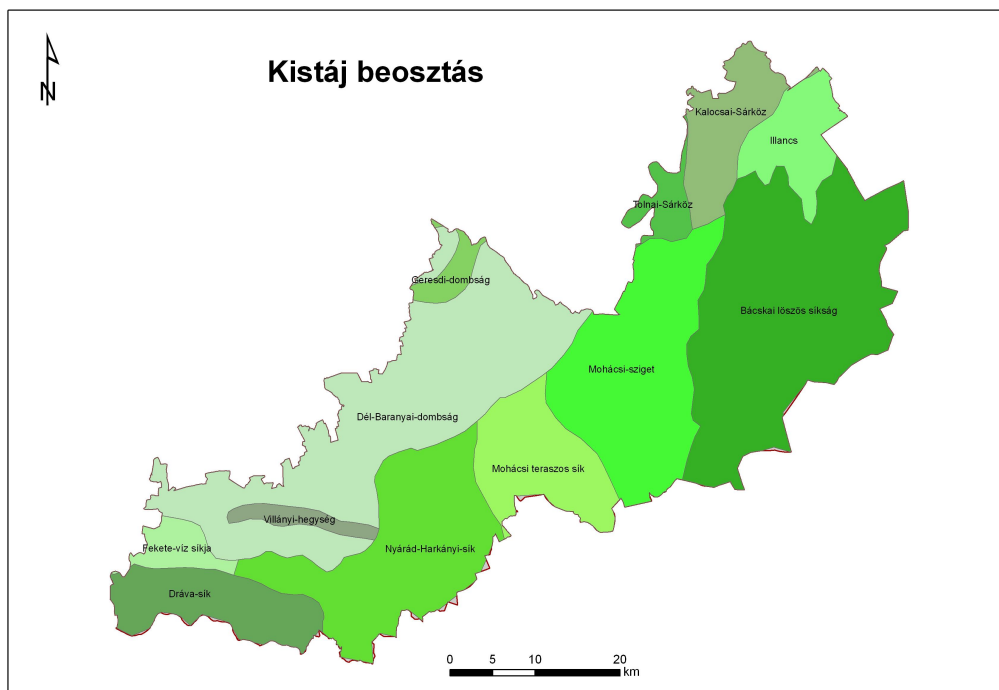 N
Kistáj beosztás
Kalocsai-Sárköz
Illancs
Tolnai-Sárköz
Geresdi-dombság
Bácskai löszös síkság
Mohácsi-sziget
Dél-Baranyai-dombság
Mohácsi teraszos sík
Villányi-hegység
Fekete-víz síkja
Nyárád-Harkányi-sík
Dráva-sík
0 5 10 20
km